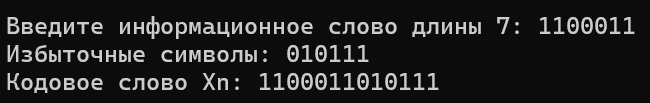 Введите информационное слово длины 7: 1100011
Избыточные символы: 010111
Кодовое слово Xn: 1100011010111